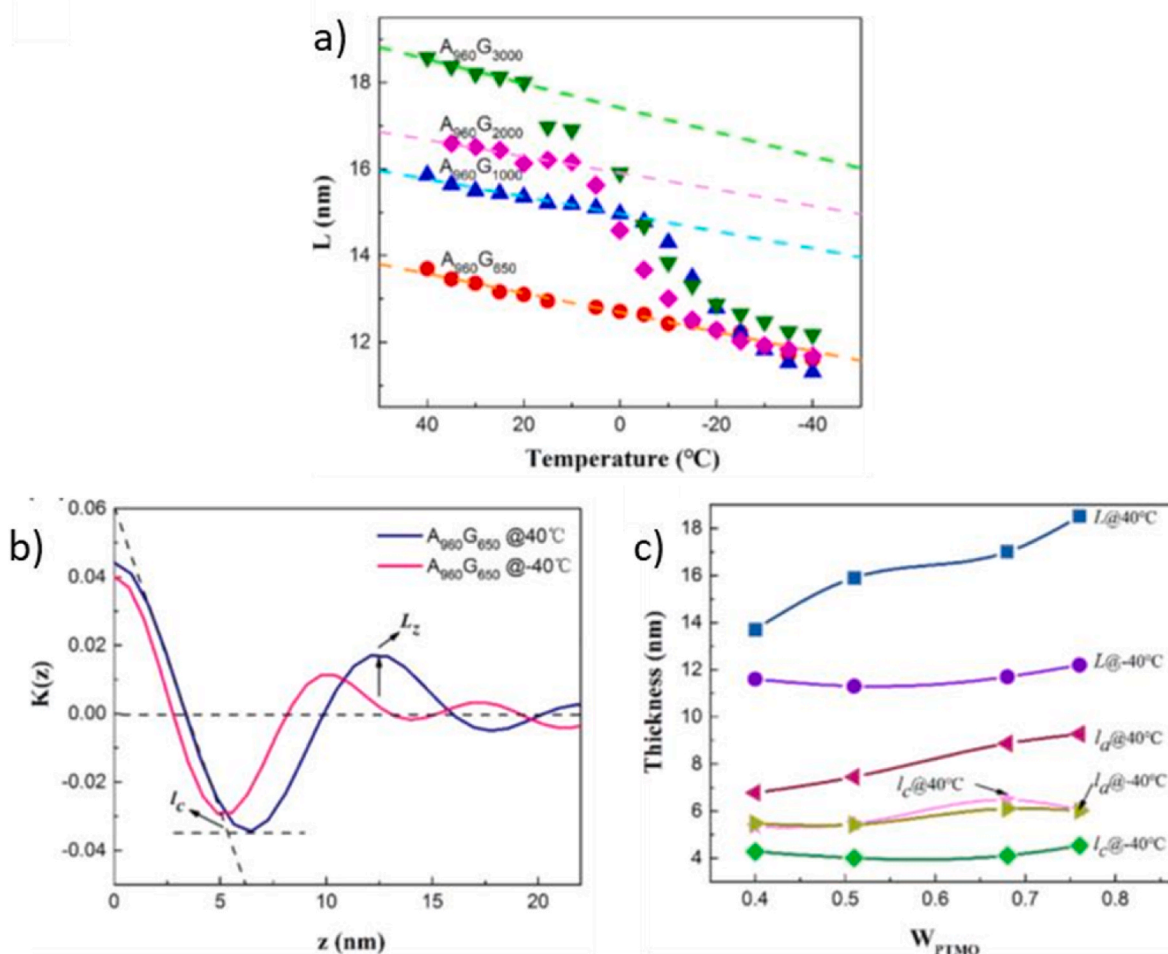 a)
A960G3000
A960G2000
A960G1000
A960G650
18
16
14
12
L (nm)
40 20 0 -20 -40
Temperature (°C)
b)
0.06
0.04
0.02
0.00
-0.02
-0.04
K(z)
A960G650 @40℃
A960G650 @-40℃
Lz
lc
0 5 10 15 20
z (nm)
c)
18
16
14
12
10
8
6
4
Thickness (nm)
L@40°C
L@-40°C
la@40°C
lc@40°C
la@-40°C
lc@-40°C
0.4 0.5 0.6 0.7 0.8
WPTMO